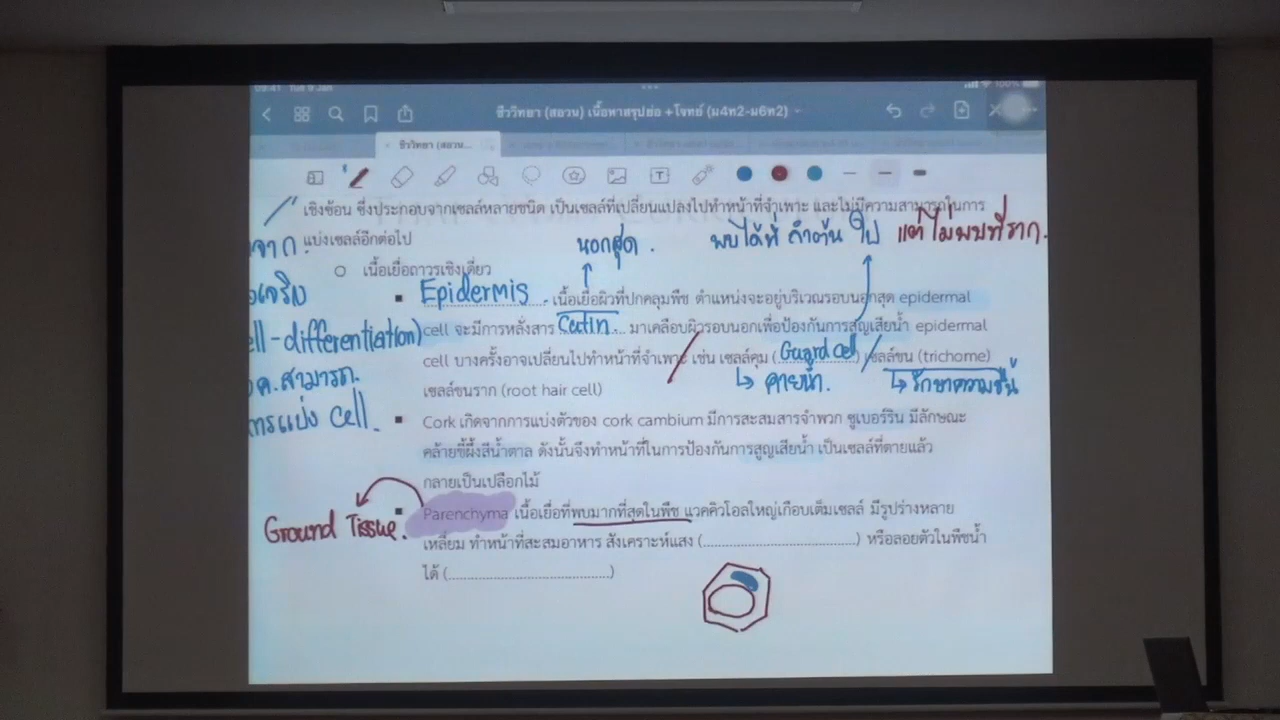 ชีววิทยา (สอวน) เนื้อหาสรุปย่อ +โจทย์ (ม4ท2-ม6ท2)
ชีววิทยา (สอวน...
เชิงซ้อน ซึ่งประกอบจากเซลล์หลายชนิด เป็นเซลล์ที่เปลี่ยนแปลงไปทำหน้าที่จำเพาะ และไม่มีความสามารถในการ
แบ่งเซลล์อีกต่อไป
นอกสุด .
พบได้ที่ ลำต้น ใบ แต่ไม่พบที่ราก.
เนื้อเยื่อถาวรเชิงเดี่ยว
Epidermis เนื้อเยื่อผิวที่ปกคลุมพืช ตำแหน่งจะอยู่บริเวณรอบนอกสุด epidermal
cell จะมีการหลั่งสาร Cutin มาเคลือบผิวรอบนอกเพื่อป้องกันการสูญเสียน้ำ epidermal
cell บางครั้งอาจเปลี่ยนไปทำหน้าที่จำเพาะ เช่น เซลล์คุม (Guard cell) เซลล์ขน (trichome)
คายน้ำ.
รักษาความชื้น
เซลล์ขนราก (root hair cell)
จาก
ell-differentiation)
ค.สามารถ
การแบ่ง cell.
Cork เกิดจากการแบ่งตัวของ cork cambium มีการสะสมสารจำพวก ซูเบอร์ริน มีลักษณะ
คล้ายขี้ผึ้งสีน้ำตาล ดังนั้นจึงทำหน้าที่ในการป้องกันการสูญเสียน้ำ เป็นเซลล์ที่ตายแล้ว
กลายเป็นเปลือกไม้
Ground Tissue.
Parenchyma เนื้อเยื่อที่พบมากที่สุดในพืช แวคคิวโอลใหญ่เกือบเต็มเซลล์ มีรูปร่างหลาย
เหลี่ยม ทำหน้าที่สะสมอาหาร สังเคราะห์แสง (........................................) หรือลอยตัวในพืชน้ำ
ได้ (..........................................)